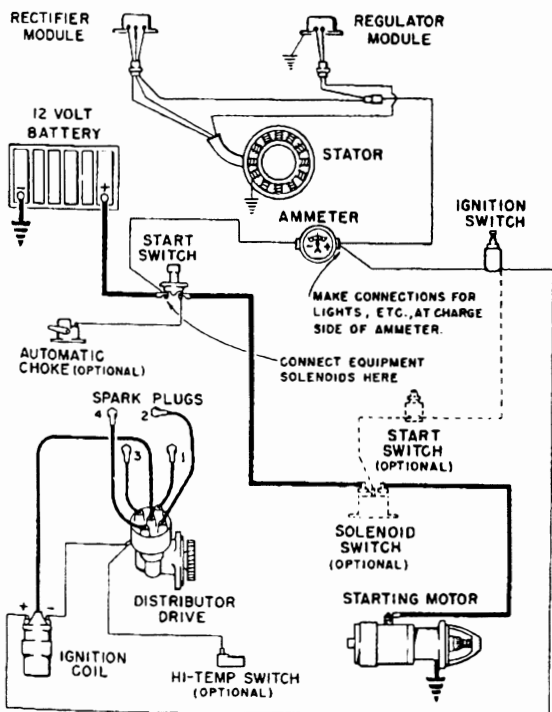 RECTIFIER
MODULE
REGULATOR
MODULE
12 VOLT
BATTERY
- +
STATOR
AMMETER
- +
IGNITION
SWITCH
START
SWITCH
MAKE CONNECTIONS FOR
LIGHTS, ETC., AT CHARGE
SIDE OF AMMETER.
AUTOMATIC
CHOKE (OPTIONAL)
CONNECT EQUIPMENT
SOLENOIDS HERE
SPARK PLUGS
4 2
3 1
START
SWITCH
(OPTIONAL)
SOLENOID
SWITCH
(OPTIONAL)
DISTRIBUTOR
DRIVE
STARTING MOTOR
+ -
IGNITION
COIL
HI-TEMP SWITCH
(OPTIONAL)